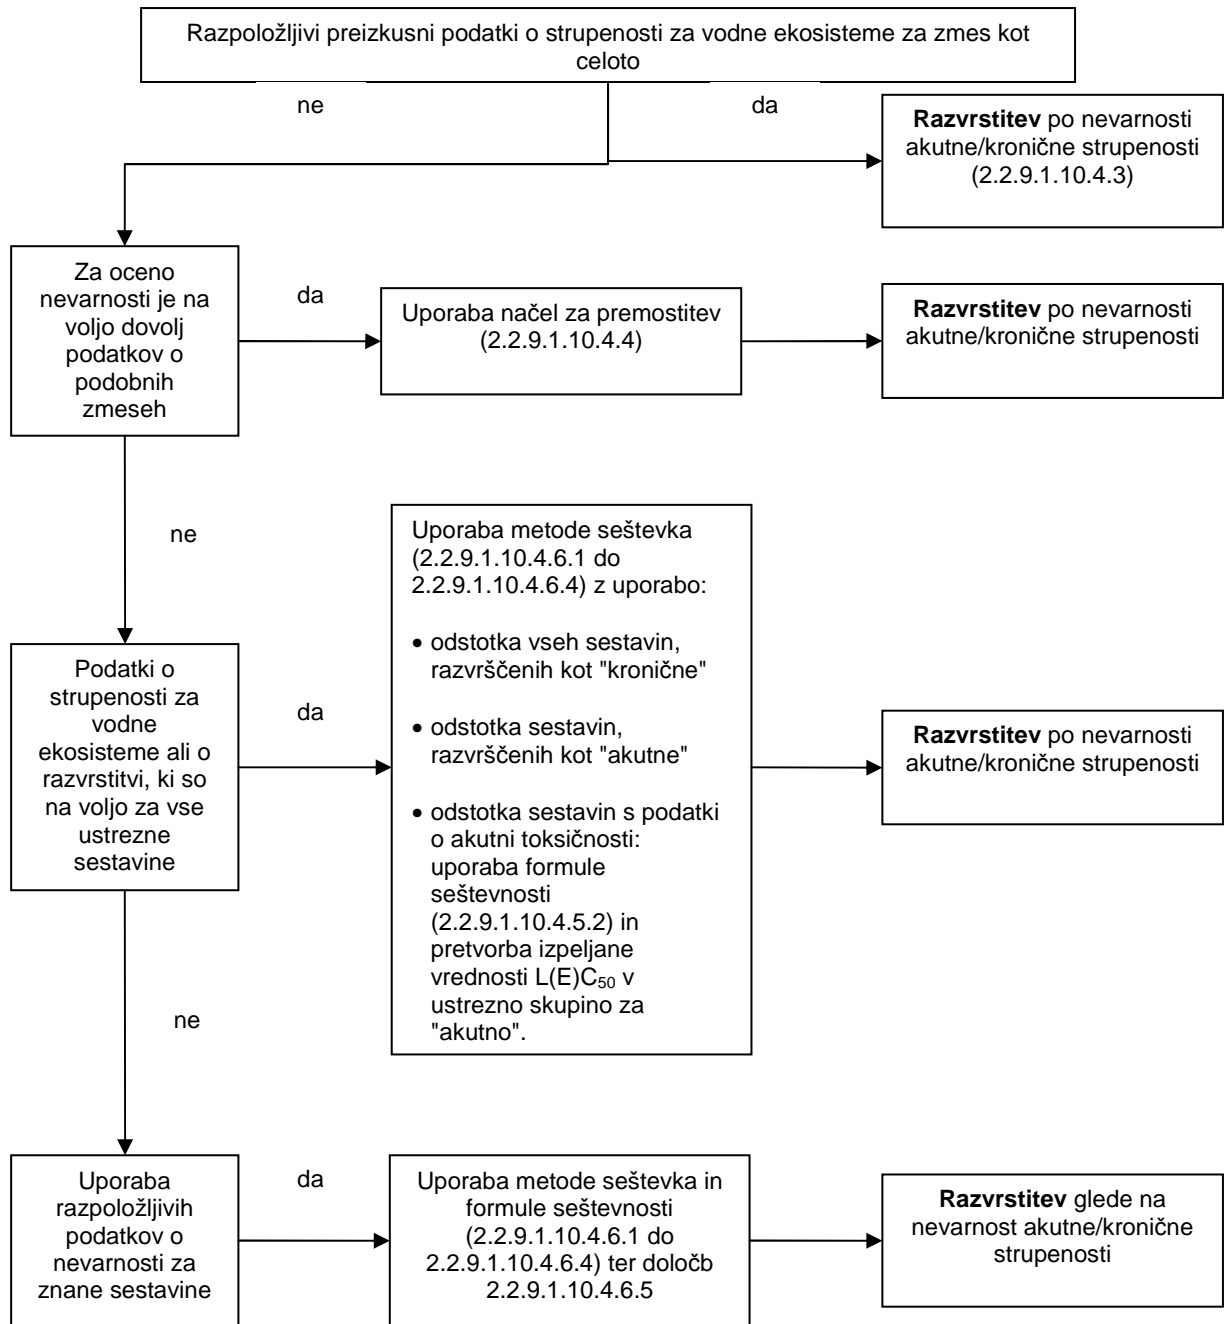 Razpoložljivi preizkusni podatki o strupenosti za vodne ekosisteme za zmes kot
celoto
ne
da
Razvrstitev po nevarnosti
akutne/kronične strupenosti
(2.2.9.1.10.4.3)
Za oceno
nevarnosti je na
voljo dovolj
podatkov o
podobnih
zmeseh
da
Uporaba načel za premostitev
(2.2.9.1.10.4.4)
Razvrstitev po nevarnosti
akutne/kronične strupenosti
ne
Podatki o
strupenosti za
vodne
ekosisteme ali o
razvrstitvi, ki so
na voljo za vse
ustrezne
sestavine
da
Uporaba metode seštevka
(2.2.9.1.10.4.6.1 do
2.2.9.1.10.4.6.4) z uporabo:
• odstotka vseh sestavin,
razvrščenih kot "kronične"
• odstotka sestavin,
razvrščenih kot "akutne"
• odstotka sestavin s podatki
o akutni toksičnosti:
uporaba formule
seštevnosti
(2.2.9.1.10.4.5.2) in
pretvorba izpeljane
vrednosti L(E)C₅₀ v
ustrezno skupino za
"akutno".
Razvrstitev po nevarnosti
akutne/kronične strupenosti
ne
Uporaba
razpoložljivih
podatkov o
nevarnosti za
znane sestavine
da
Uporaba metode seštevka in
formule seštevnosti
(2.2.9.1.10.4.6.1 do
2.2.9.1.10.4.6.4) ter določb
2.2.9.1.10.4.6.5
Razvrstitev glede na
nevarnost akutne/kronične
strupenosti